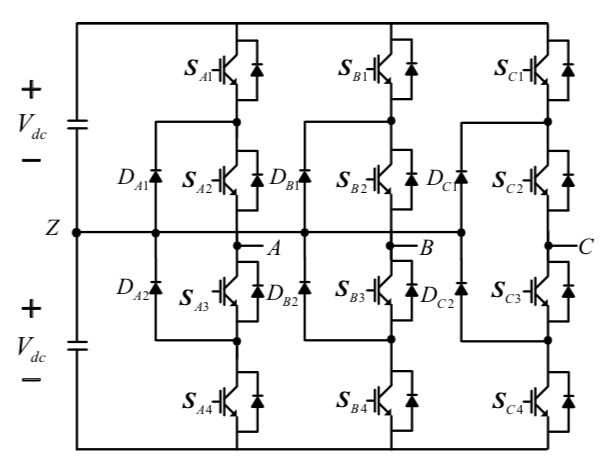 S_A1 S_B1 S_C1
+
V_dc
−
D_A1 S_A2 D_B1 S_B2 D_C1 S_C2
Z A B C
D_A2 S_A3 D_B2 S_B3 D_C2 S_C3
+
V_dc
−
S_A4 S_B4 S_C4